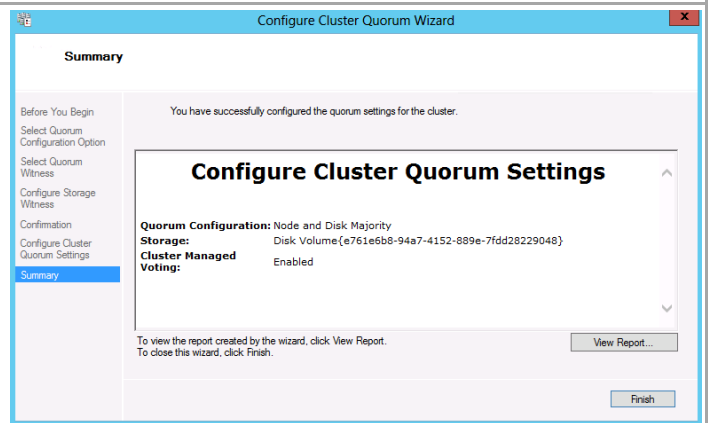 Configure Cluster Quorum Wizard
x
Summary
Before You Begin
Select Quorum
Configuration Option
Select Quorum
Witness
Configure Storage
Witness
Confirmation
Configure Cluster
Quorum Settings
Summary
You have successfully configured the quorum settings for the cluster.
Configure Cluster Quorum Settings
Quorum Configuration: Node and Disk Majority
Storage: Disk Volume{e761e6b8-94a7-4152-889e-7fdd28229048}
Cluster Managed
Voting: Enabled
To view the report created by the wizard, click View Report.
To close this wizard, click Finish.
View Report...
Finish